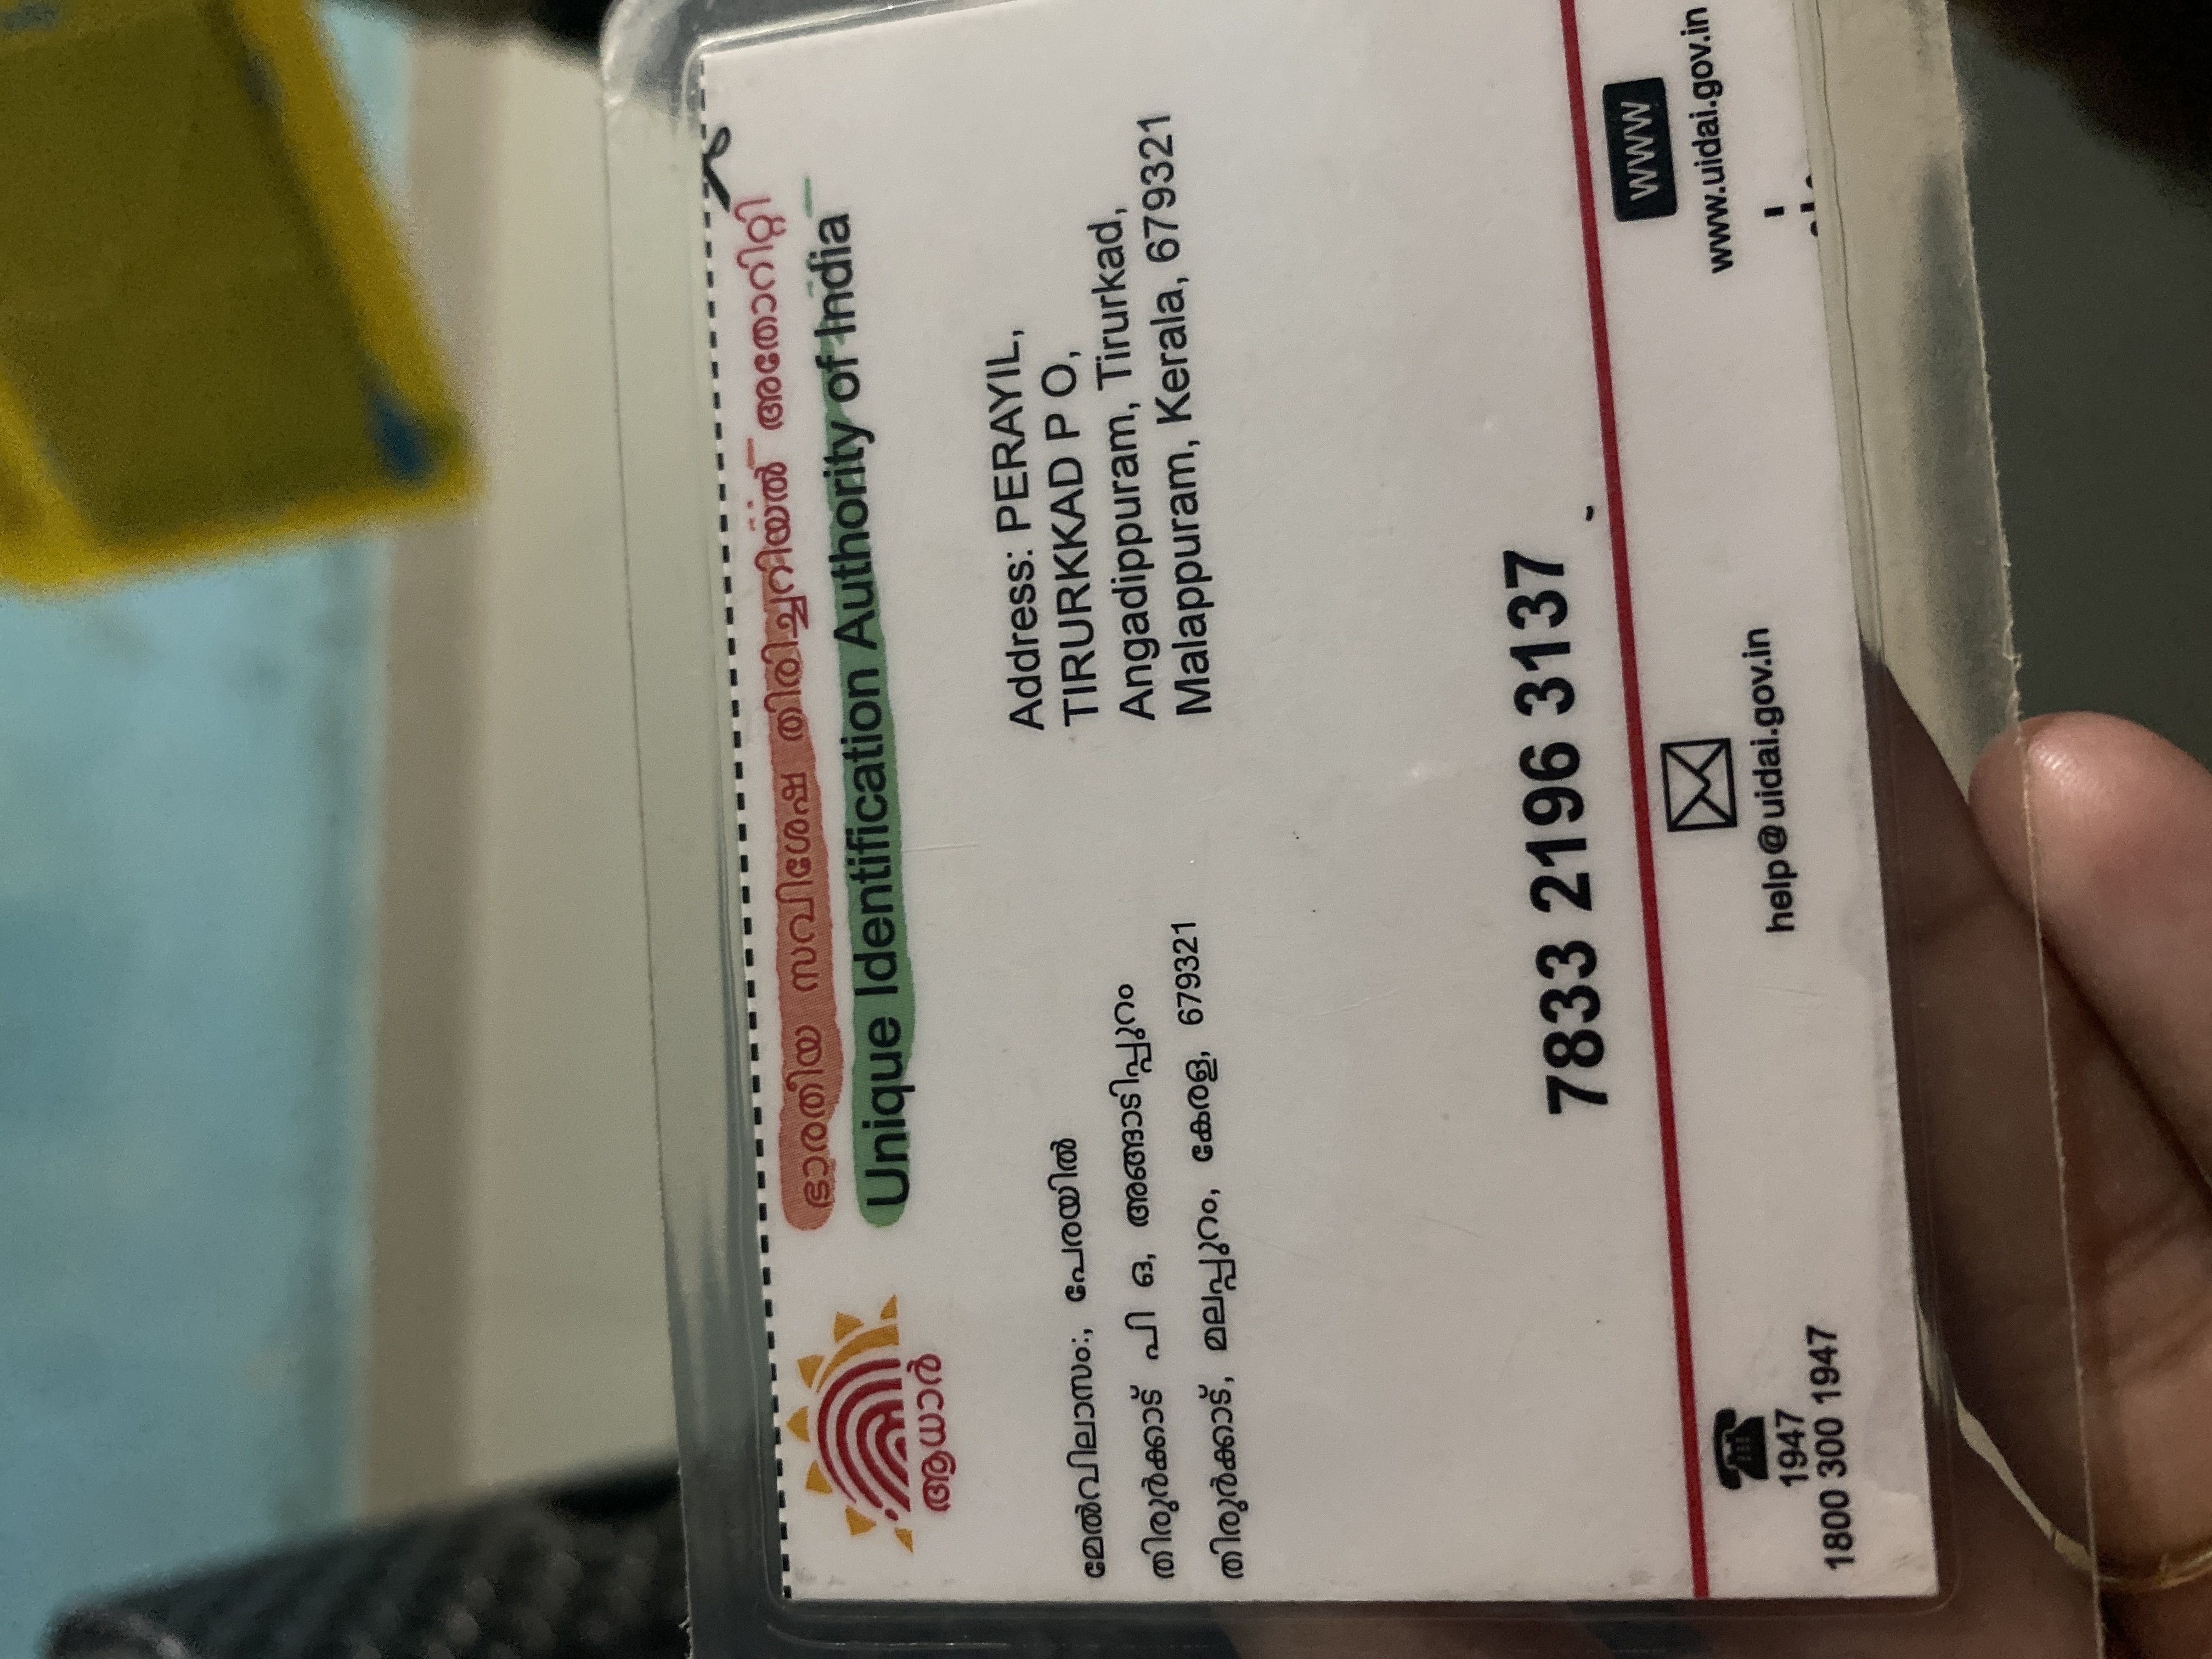 ഭാരതീയ സവിശേഷ തിരിച്ചറിയൽ അതോറിറ്റി
Unique Identification Authority of India
ആധാർ
മേൽവിലാസം:, പേരയിൽ
തിരുർക്കാട് പി ഒ, അങ്ങാടിപ്പുറം
തിരുർക്കാട്, മലപ്പുറം, കേരള, 679321
Address: PERAYIL,
TIRURKKAD P O,
Angadippuram, Tirurkad,
Malappuram, Kerala, 679321
7833 2196 3137
1947
1800 300 1947
help@uidai.gov.in
WWW
www.uidai.gov.in